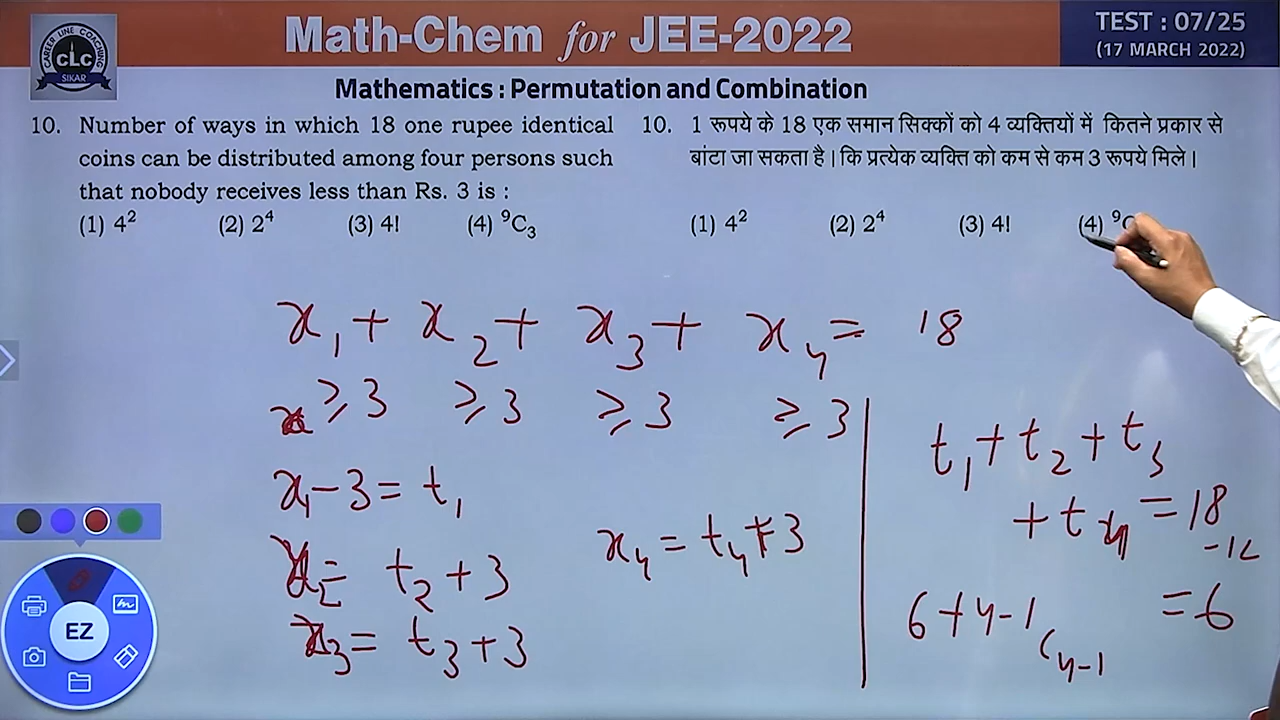 CAREER LINE COACHING
CLC
SIKAR
Math-Chem for JEE-2022
TEST : 07/25
(17 MARCH 2022)
Mathematics : Permutation and Combination
10. Number of ways in which 18 one rupee identical
coins can be distributed among four persons such
that nobody receives less than Rs. 3 is :
(1) 4² (2) 2⁴ (3) 4! (4) ⁹C₃
10. 1 रूपये के 18 एक समान सिक्कों को 4 व्यक्तियों में कितने प्रकार से
बांटा जा सकता है। कि प्रत्येक व्यक्ति को कम से कम 3 रूपये मिले।
(1) 4² (2) 2⁴ (3) 4! (4) ⁹C
x₁ + x₂ + x₃ + x₄ = 18
≥ 3 ≥ 3 ≥ 3 ≥ 3
x₁ - 3 = t₁
x₂ = t₂ + 3
x₃ = t₃ + 3
x₄ = t₄ + 3
t₁ + t₂ + t₃
+ t₄ = 18
-12
= 6
6+4-1 C 4-1
EZ